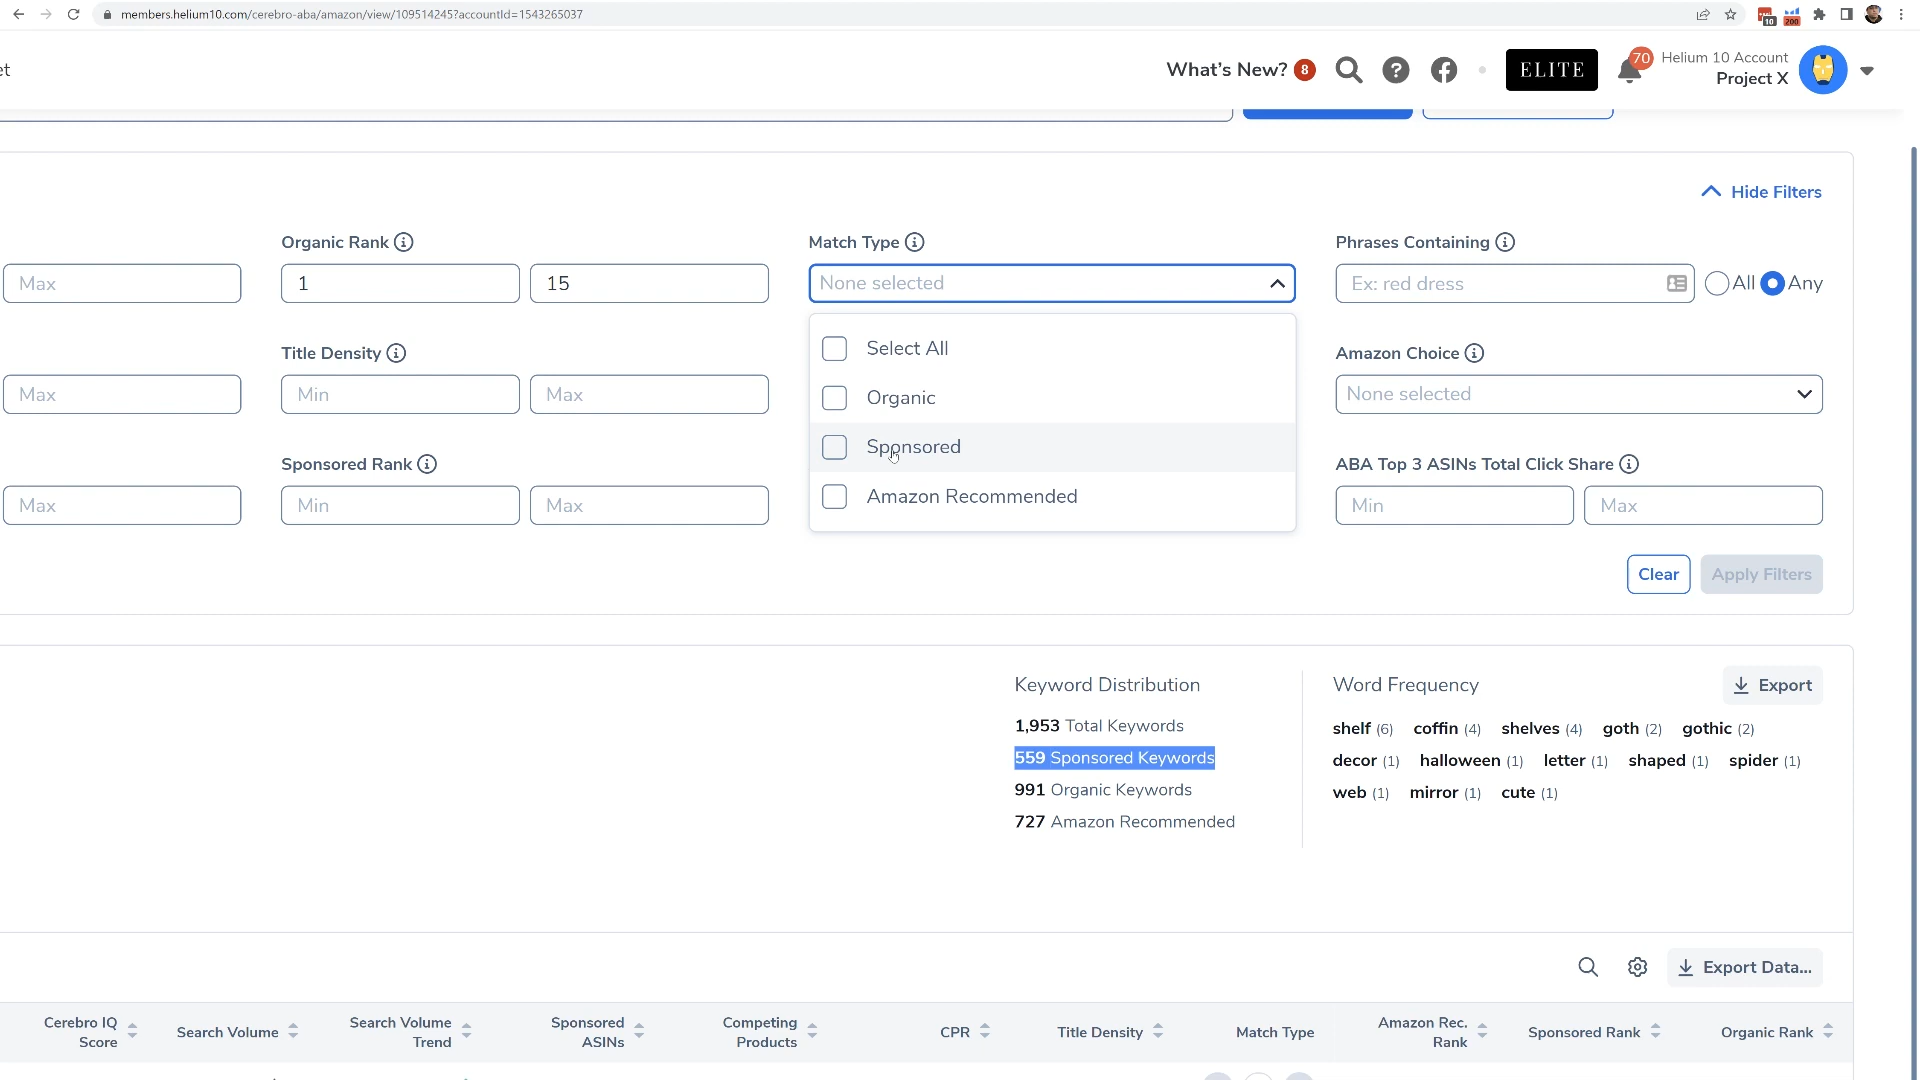 members.helium10.com/cerebro-aba/amazon/view/109514245?accountId=1543265037
10
200
et
What's New? 8
ELITE
70
Helium 10 Account
Project X
Hide Filters
Organic Rank
Match Type
Phrases Containing
Max
1
15
None selected
Ex: red dress
All
Any
Select All
Title Density
Amazon Choice
Max
Min
Max
Organic
None selected
Sponsored
Sponsored Rank
ABA Top 3 ASINs Total Click Share
Max
Min
Max
Amazon Recommended
Min
Max
Clear
Apply Filters
Keyword Distribution
1,953 Total Keywords
559 Sponsored Keywords
991 Organic Keywords
727 Amazon Recommended
Word Frequency
Export
shelf (6) coffin (4) shelves (4) goth (2) gothic (2)
decor (1) halloween (1) letter (1) shaped (1) spider (1)
web (1) mirror (1) cute (1)
Export Data...
Cerebro IQ
Score
Search Volume
Search Volume
Trend
Sponsored
ASINs
Competing
Products
CPR
Title Density
Match Type
Amazon Rec.
Rank
Sponsored Rank
Organic Rank